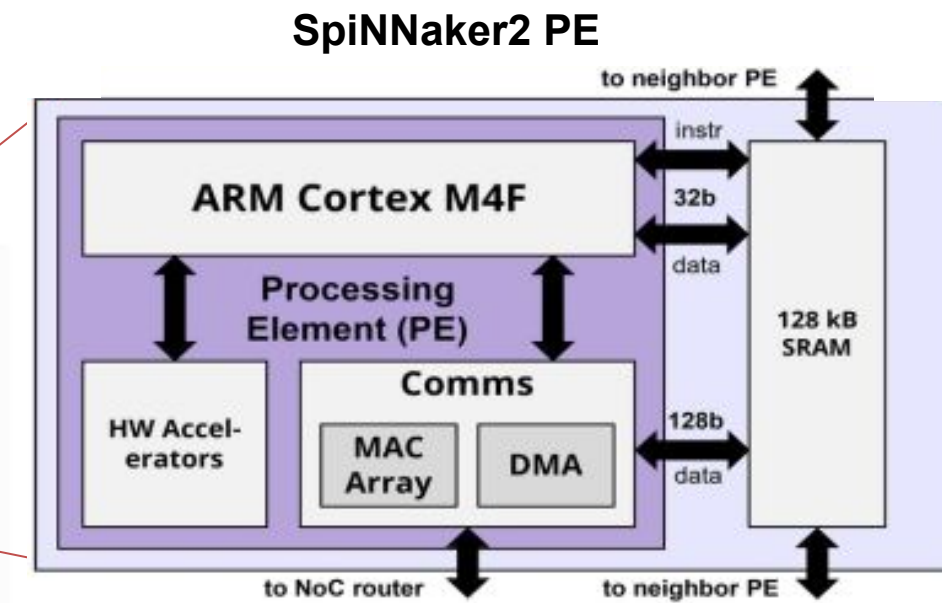 SpiNNaker2 PE
to neighbor PE
instr
ARM Cortex M4F
32b
data
Processing
Element (PE)
128 kB
SRAM
HW Accel-
erators
Comms
MAC
Array
DMA
128b
data
to NoC router
to neighbor PE